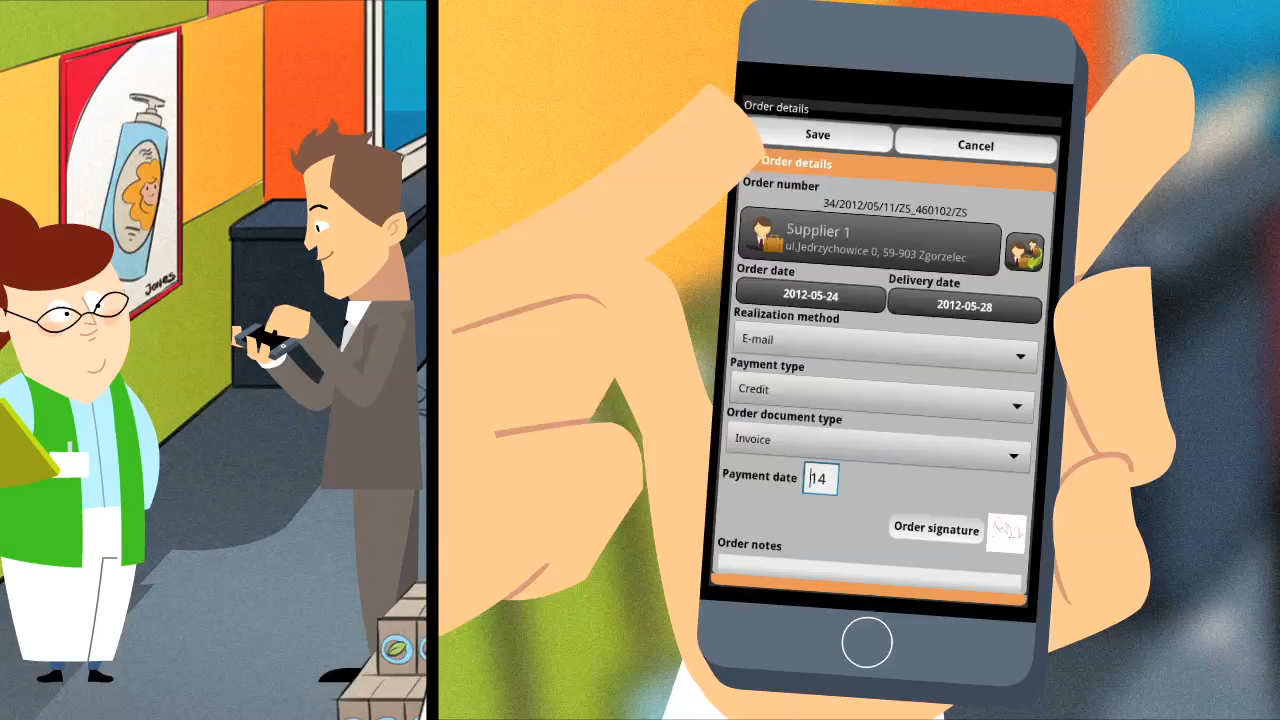 Jones
Order details
Save
Cancel
Order details
Order number
34/2012/05/11/ZS_460102/ZS
Supplier 1
ul.Jedrzychowice 0, 59-903 Zgorzelec
Order date
Delivery date
2012-05-24
2012-05-28
Realization method
E-mail
Payment type
Credit
Order document type
Invoice
Payment date
14
Order signature
Order notes